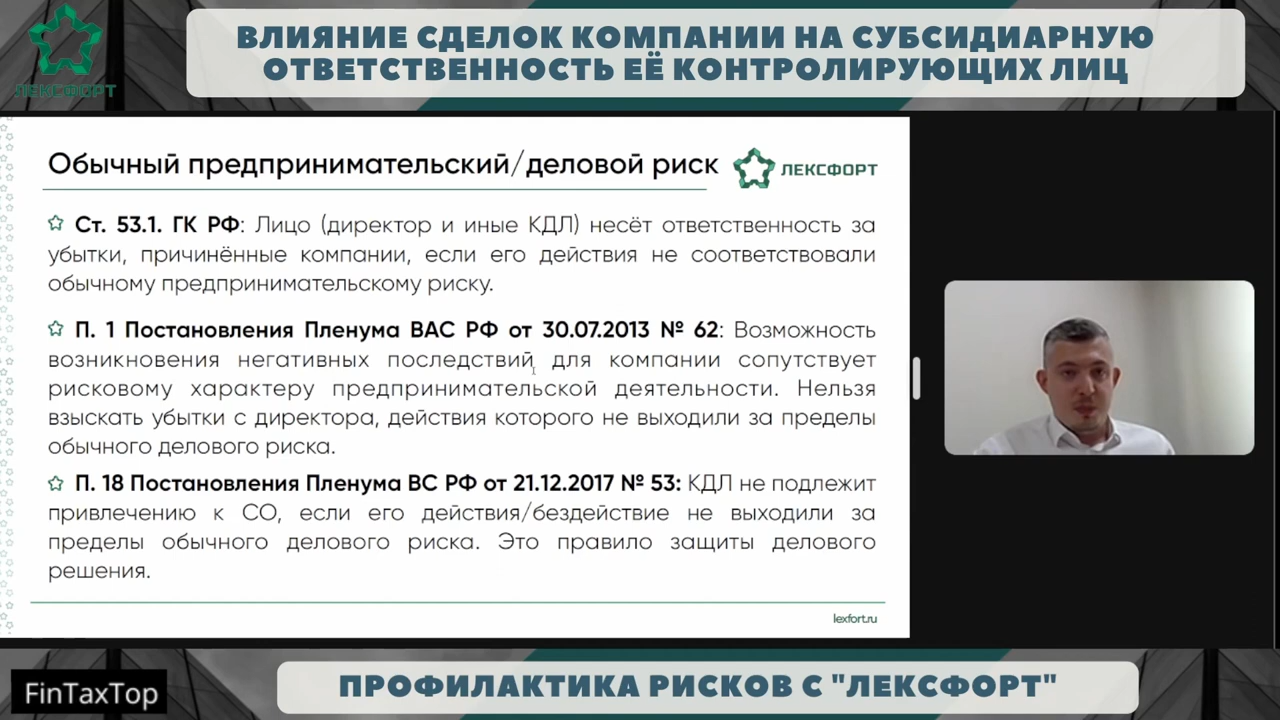 ВЛИЯНИЕ СДЕЛОК КОМПАНИИ НА СУБСИДИАРНУЮ
ОТВЕТСТВЕННОСТЬ ЕЁ КОНТРОЛИРУЮЩИХ ЛИЦ
ЛЕКСФОРТ
Обычный предпринимательский/деловой риск
ЛЕКСФОРТ
Ст. 53.1. ГК РФ: Лицо (директор и иные КДЛ) несёт ответственность за
убытки, причинённые компании, если его действия не соответствовали
обычному предпринимательскому риску.
П. 1 Постановления Пленума ВАС РФ от 30.07.2013 № 62: Возможность
возникновения негативных последствий для компании сопутствует
рисковому характеру предпринимательской деятельности. Нельзя
взыскать убытки с директора, действия которого не выходили за пределы
обычного делового риска.
П. 18 Постановления Пленума ВС РФ от 21.12.2017 № 53: КДЛ не подлежит
привлечению к СО, если его действия/бездействие не выходили за
пределы обычного делового риска. Это правило защиты делового
решения.
lexfort.ru
FinTaxTop
ПРОФИЛАКТИКА РИСКОВ С "ЛЕКСФОРТ"